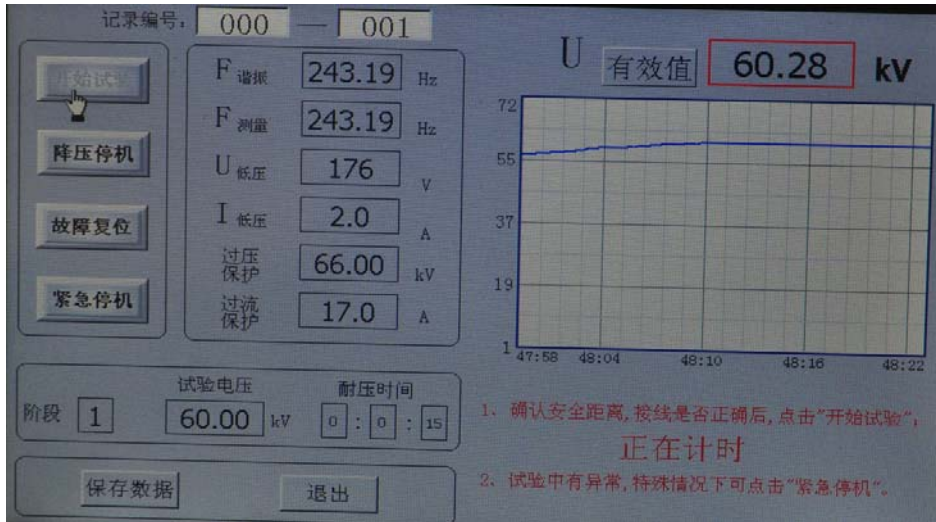 记录编号: 000 — 001
开始试验
降压停机
故障复位
紧急停机
F 谐振 243.19 Hz
F 测量 243.19 Hz
U 低压 176 V
I 低压 2.0 A
过压保护 66.00 kV
过流保护 17.0 A
U 有效值 60.28 kV
72
55
37
19
1
47:58 48:04 48:10 48:16 48:22
试验电压 耐压时间
阶段 1 60.00 kV 0 : 0 : 15
保存数据 退出
1、确认安全距离,接线是否正确后,点击"开始试验";
正在计时
2、试验中有异常,特殊情况下可点击"紧急停机"。